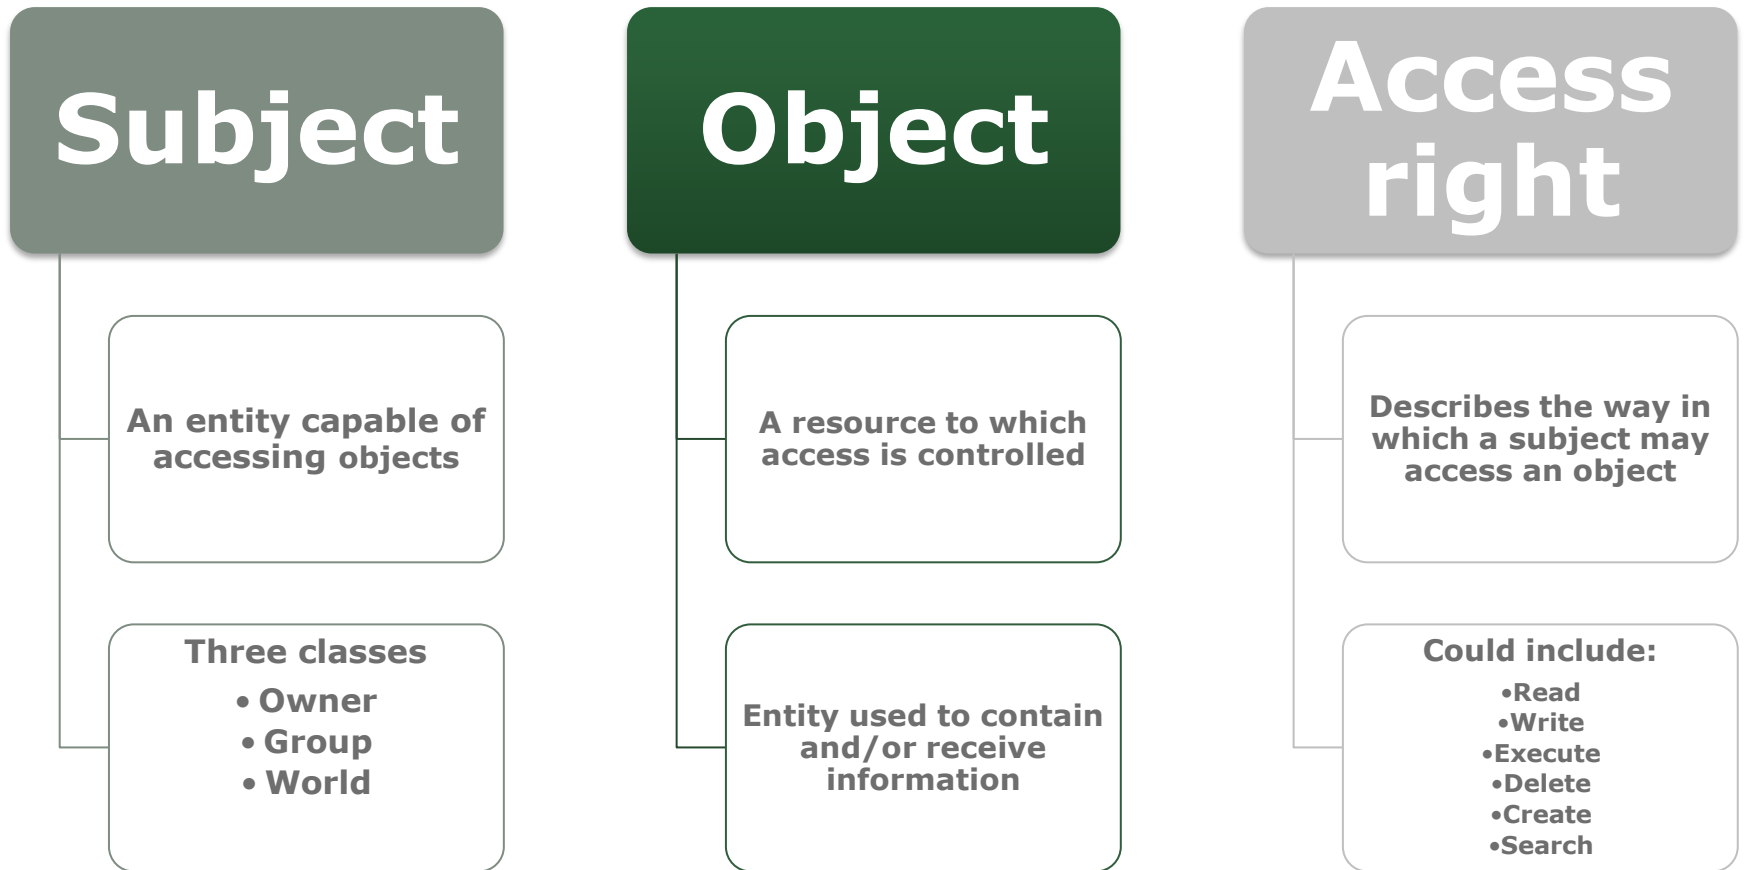 Subject
An entity capable of
accessing objects
Three classes
• Owner
• Group
• World
Object
A resource to which
access is controlled
Entity used to contain
and/or receive
information
Access
right
Describes the way in
which a subject may
access an object
Could include:
•Read
•Write
•Execute
•Delete
•Create
•Search